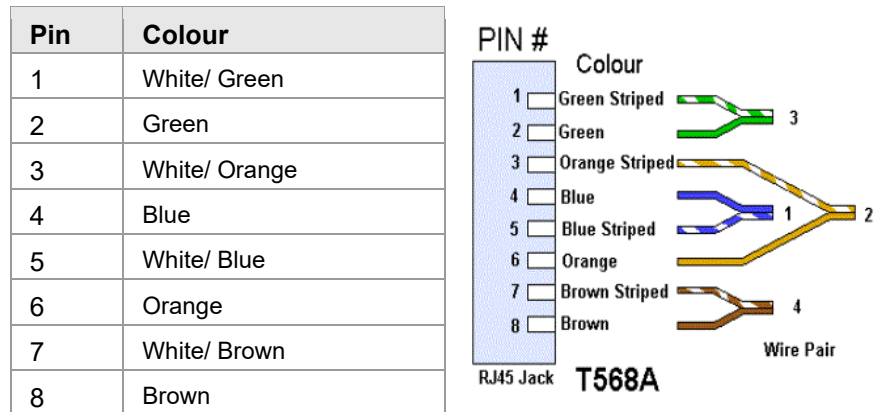 Pin Colour
1 White/ Green
2 Green
3 White/ Orange
4 Blue
5 White/ Blue
6 Orange
7 White/ Brown
8 Brown
PIN #
Colour
1 Green Striped
3
2 Green
3 Orange Striped
4 Blue
1 2
5 Blue Striped
6 Orange
7 Brown Striped
4
8 Brown
Wire Pair
RJ45 Jack T568A